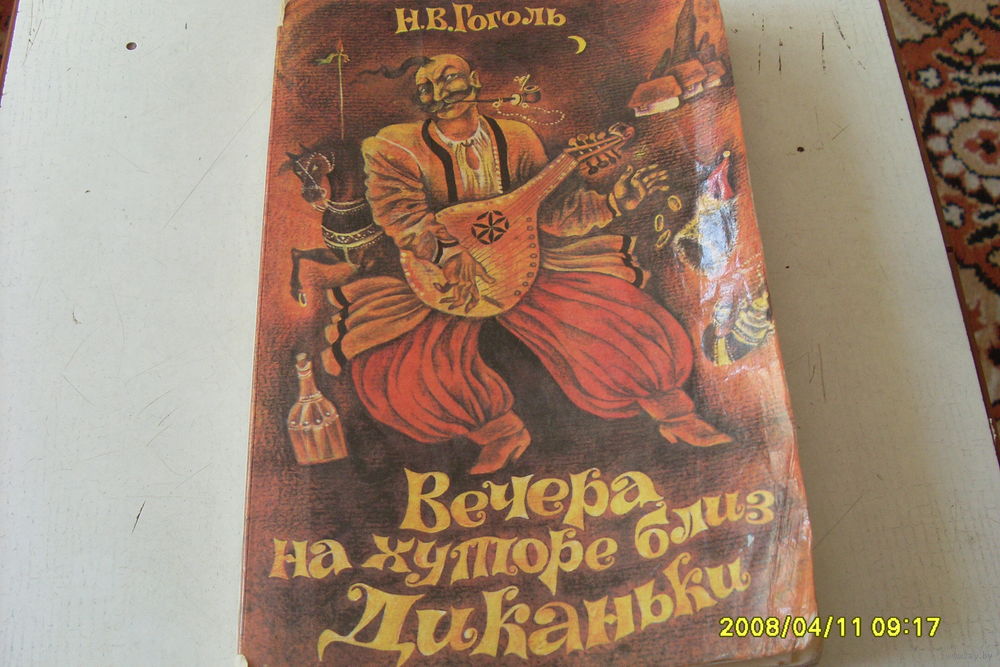 Н.В.Гоголь
Вечера
на хуторе близ
Диканьки
2008/04/11 09:17